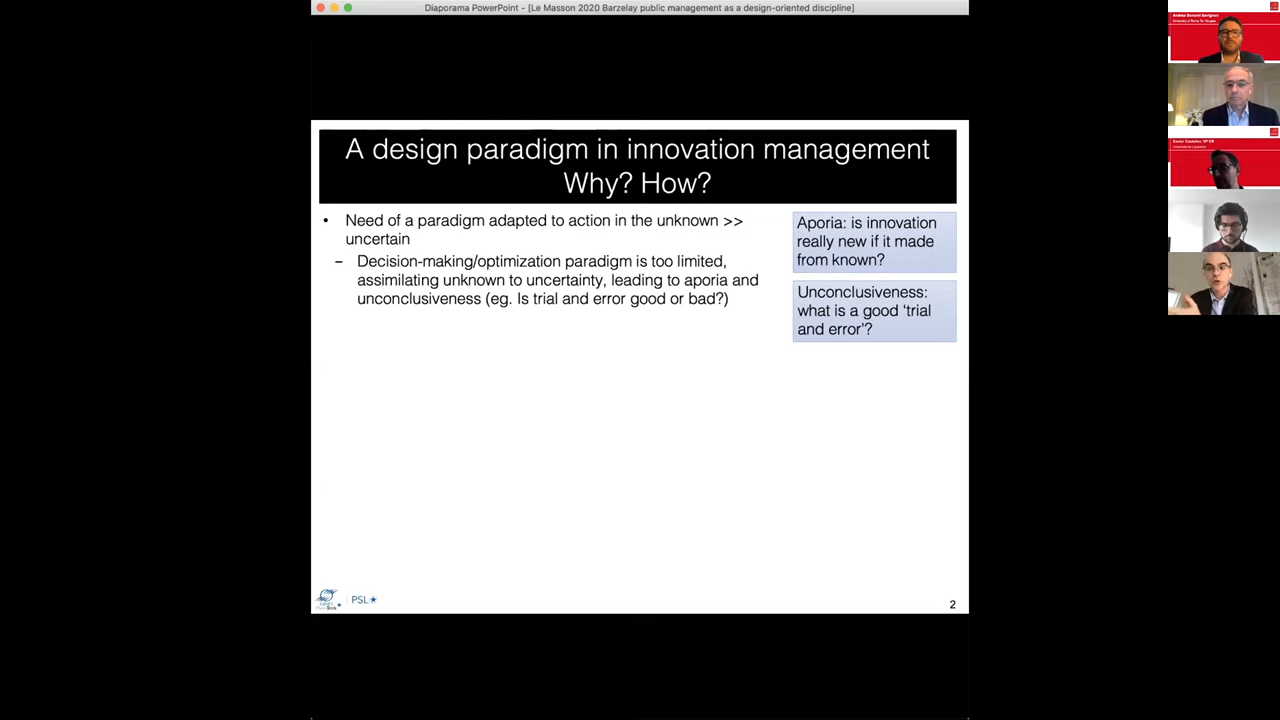 Diaporama PowerPoint - [Le Masson 2020 Barzelay public management as a design-oriented discipline]
A design paradigm in innovation management
Why? How?
• Need of a paradigm adapted to action in the unknown >>
uncertain
– Decision-making/optimization paradigm is too limited,
assimilating unknown to uncertainty, leading to aporia and
unconclusiveness (eg. Is trial and error good or bad?)
Aporia: is innovation
really new if it made
from known?
Unconclusiveness:
what is a good ‘trial
and error’?
PSL★
2